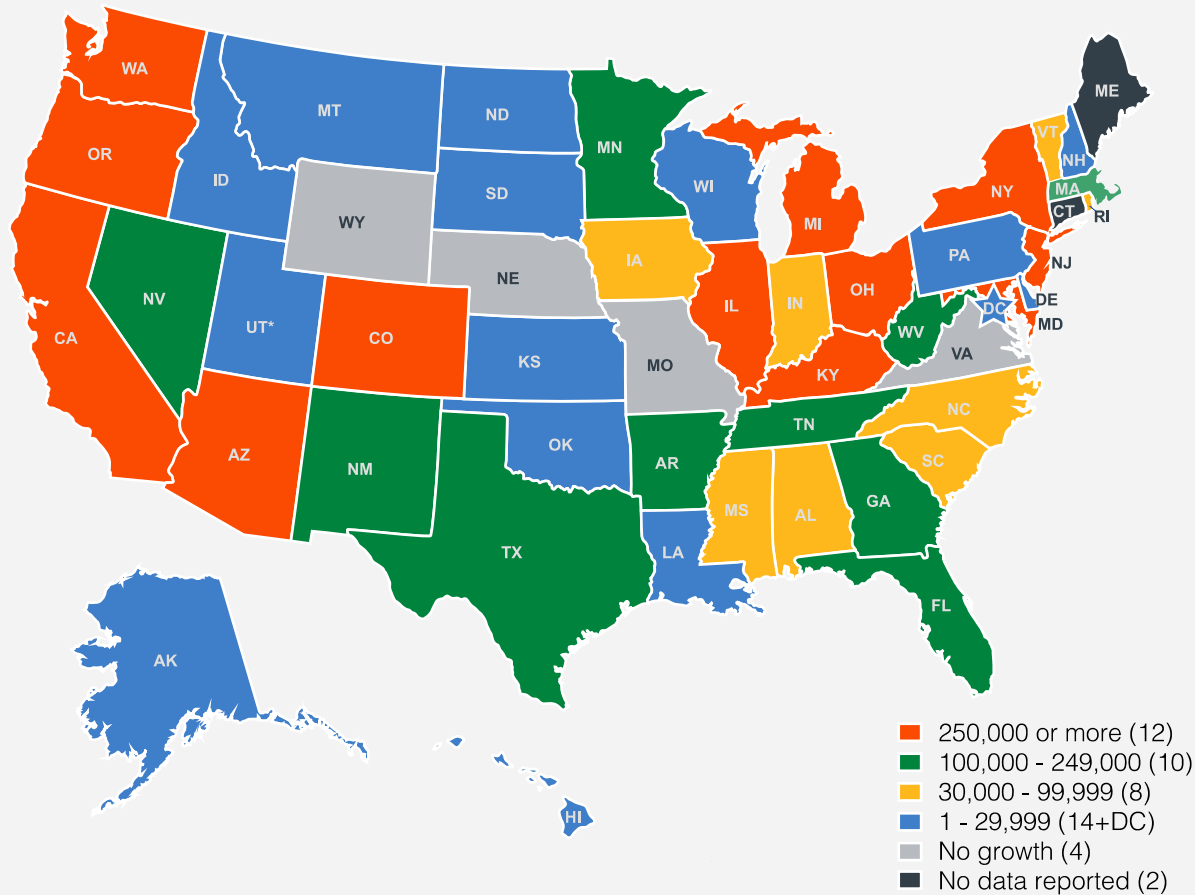 WA
ME
MT
ND
VT
OR
MN
NH
ID
WI
MA
NY
SD
CT
RI
WY
MI
PA
IA
NJ
NE
OH
NV
IL
IN
DE
DC
UT*
MD
CO
WV
CA
VA
KS
MO
KY
NC
TN
OK
AZ
SC
AR
NM
GA
MS
AL
TX
LA
FL
AK
HI
250,000 or more (12)
100,000 - 249,000 (10)
30,000 - 99,999 (8)
1 - 29,999 (14+DC)
No growth (4)
No data reported (2)